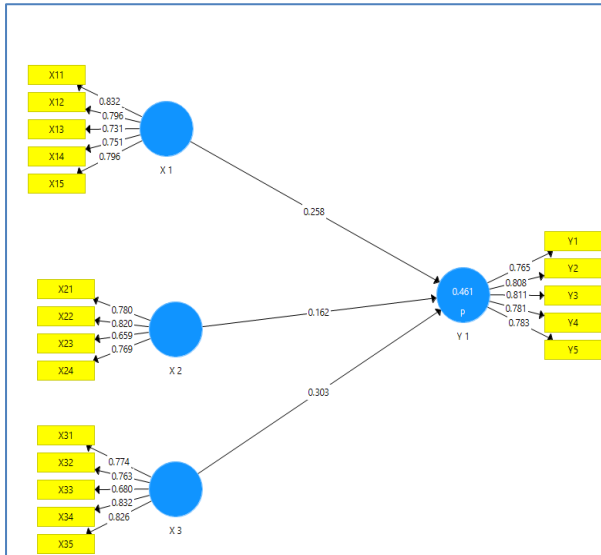 X11
X12
X13
X14
X15
0.832
0.796
0.731
0.751
0.796
X 1
0.258
X21
X22
X23
X24
0.780
0.820
0.659
0.769
X 2
0.162
X31
X32
X33
X34
X35
0.774
0.763
0.680
0.832
0.826
X 3
0.303
0.461
p
Y 1
0.765
0.808
0.811
0.781
0.783
Y1
Y2
Y3
Y4
Y5